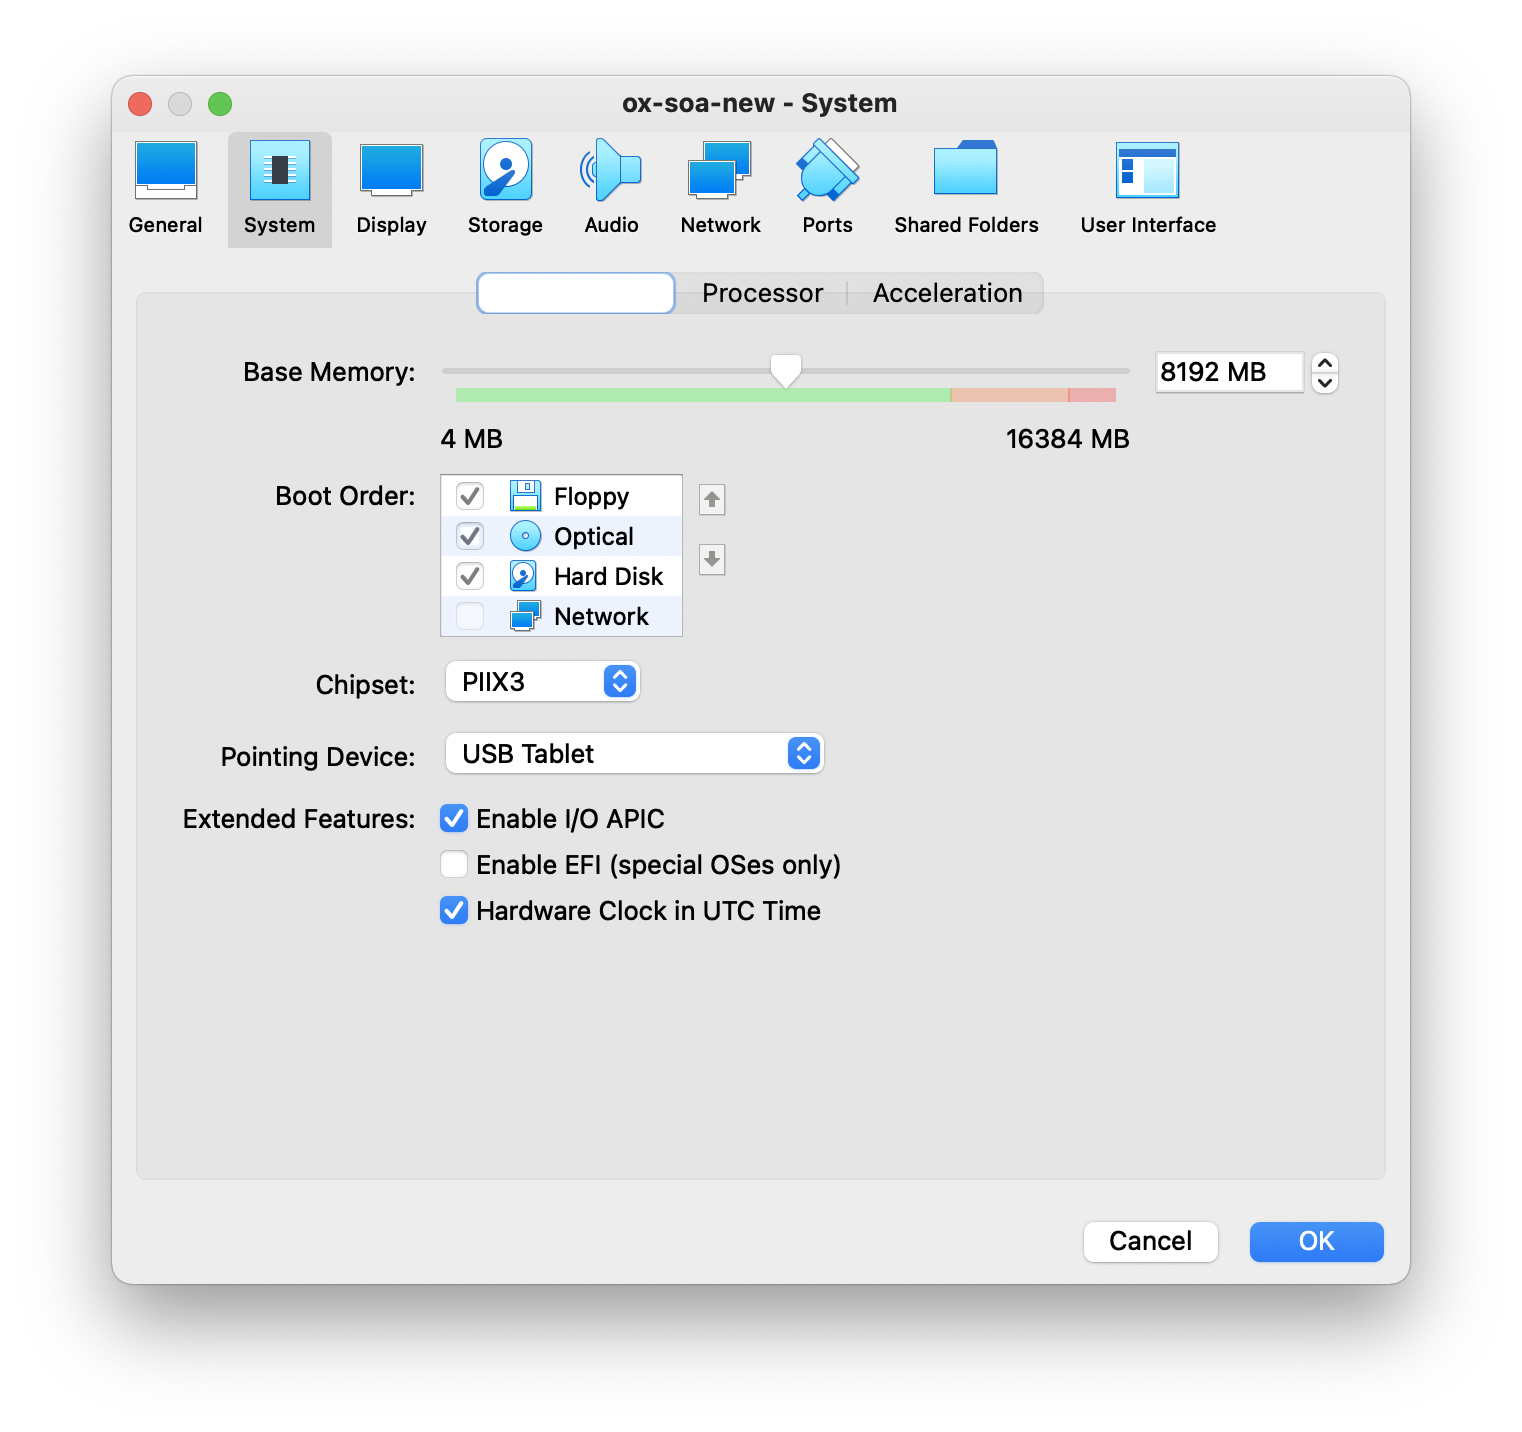 ox-soa-new - System
General System Display Storage Audio Network Ports Shared Folders User Interface
Processor Acceleration
Base Memory: 8192 MB
4 MB 16384 MB
Boot Order: Floppy
Optical
Hard Disk
Network
Chipset: PIIX3
Pointing Device: USB Tablet
Extended Features: Enable I/O APIC
Enable EFI (special OSes only)
Hardware Clock in UTC Time
Cancel OK